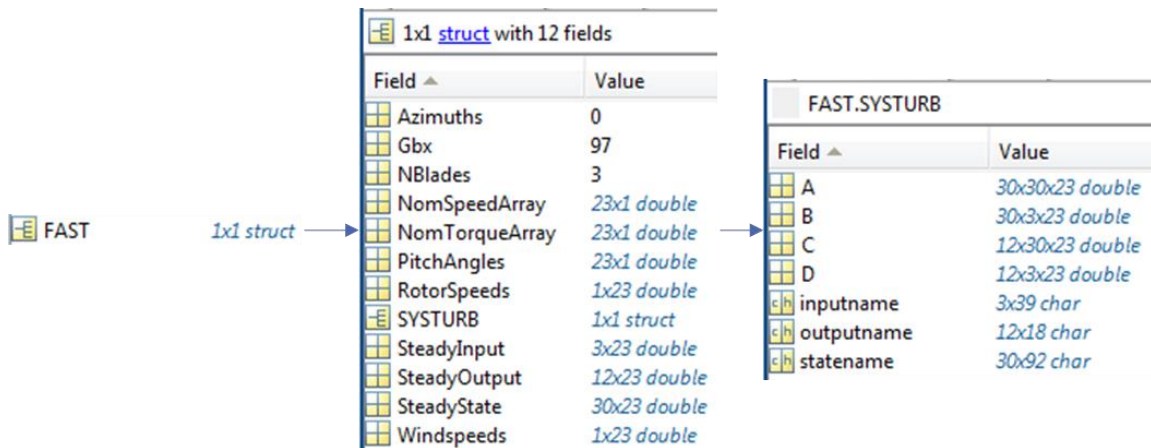 FAST 1x1 struct
1x1 struct with 12 fields
Field Value
Azimuths 0
Gbx 97
NBlades 3
NomSpeedArray 23x1 double
NomTorqueArray 23x1 double
PitchAngles 23x1 double
RotorSpeeds 1x23 double
SYSTURB 1x1 struct
SteadyInput 3x23 double
SteadyOutput 12x23 double
SteadyState 30x23 double
Windspeeds 1x23 double
FAST.SYSTURB
Field Value
A 30x30x23 double
B 30x3x23 double
C 12x30x23 double
D 12x3x23 double
ch inputname 3x39 char
ch outputname 12x18 char
ch statename 30x92 char